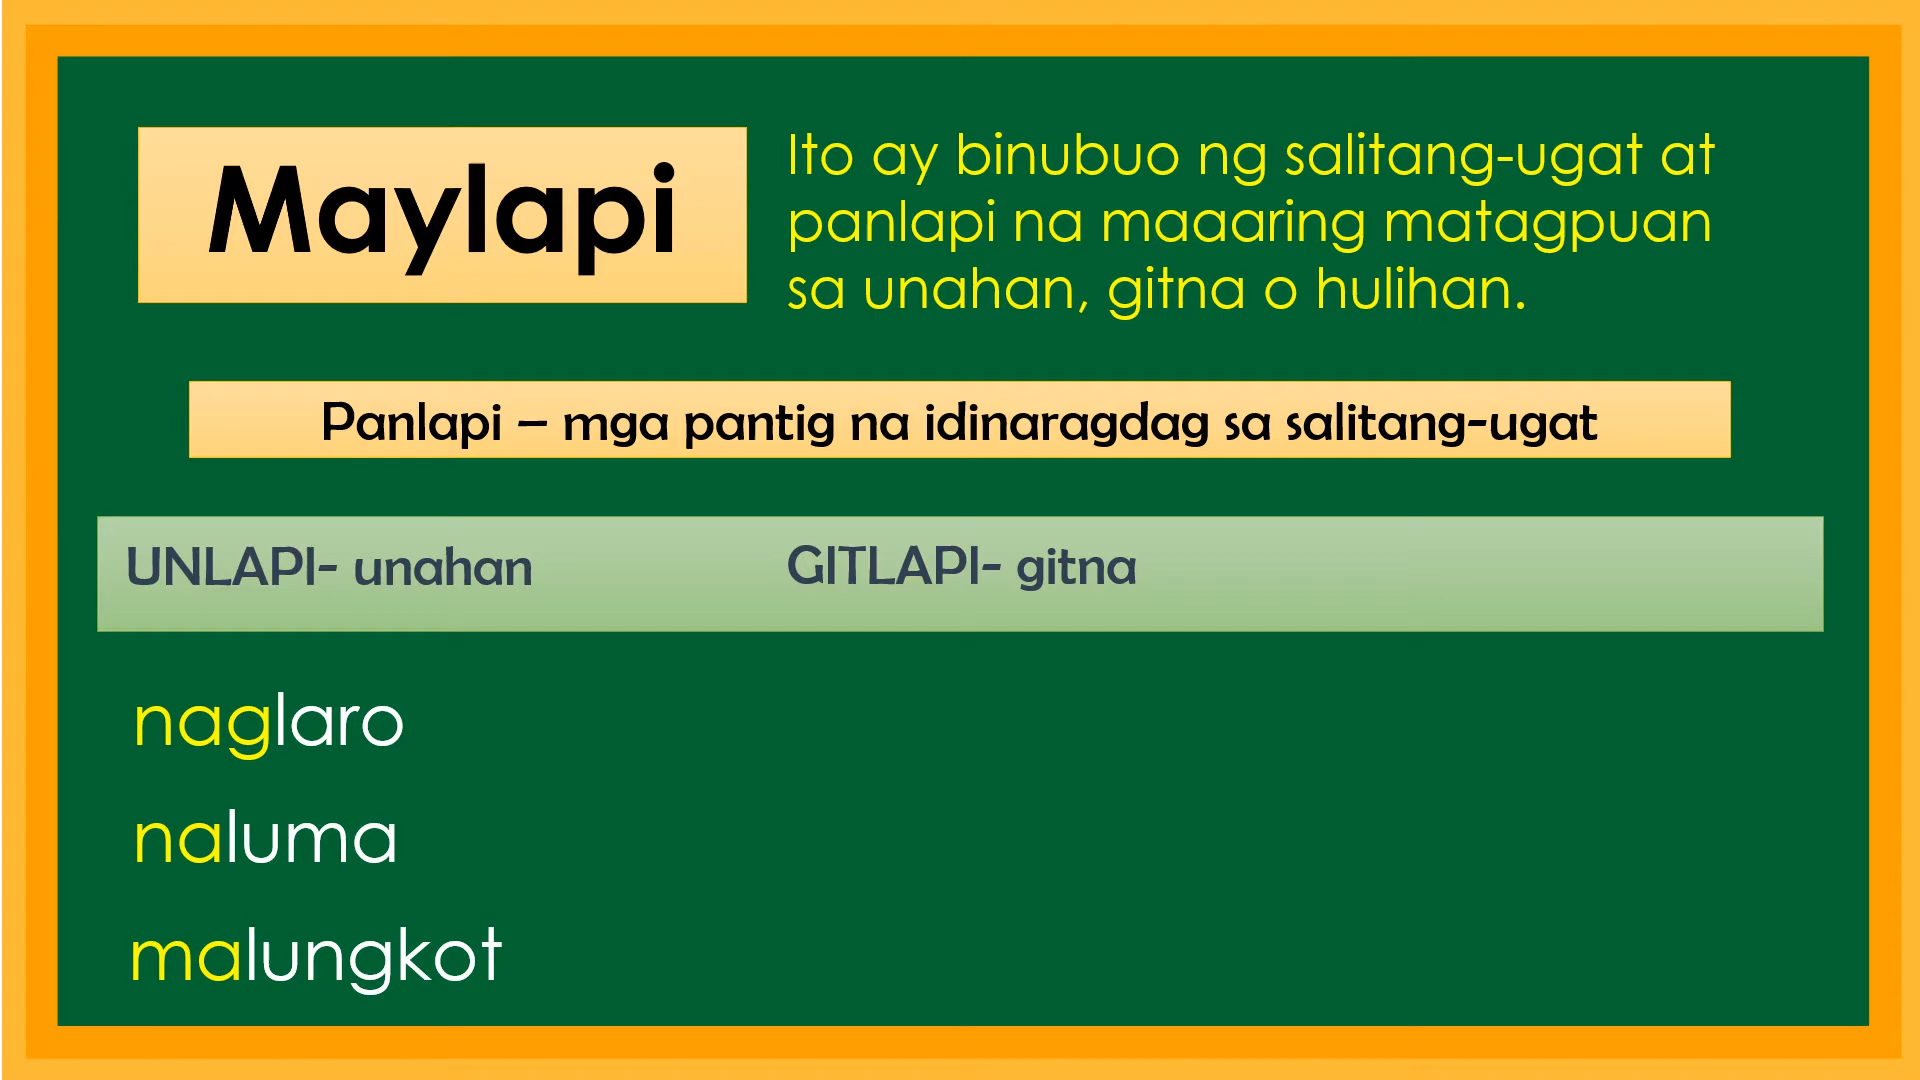 Maylapi
Ito ay binubuo ng salitang-ugat at
panlapi na maaaring matagpuan
sa unahan, gitna o hulihan.
Panlapi – mga pantig na idinaragdag sa salitang-ugat
UNLAPI- unahan
GITLAPI- gitna
naglaro
naluma
malungkot